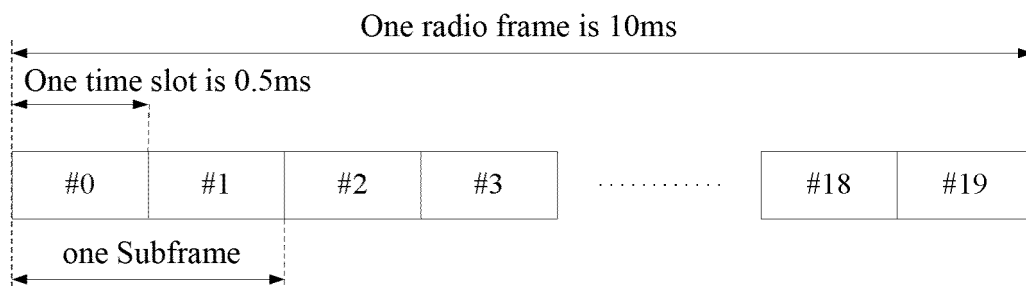 One radio frame is 10ms
One time slot is 0.5ms
#0 #1 #2 #3 ............ #18 #19
one Subframe